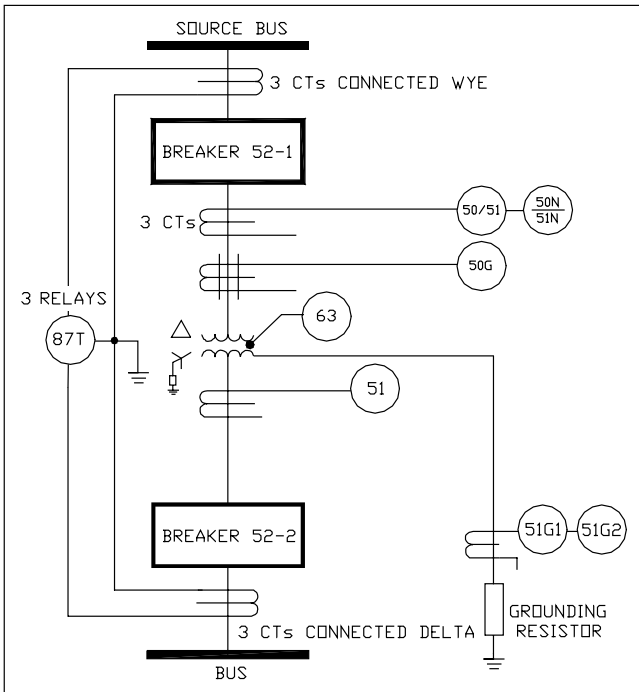 SOURCE BUS
3 CTs CONNECTED WYE
BREAKER 52-1
3 CTs
50/51
50N
51N
50G
3 RELAYS
87T
63
51
BREAKER 52-2
51G1
51G2
GROUNDING
RESISTOR
3 CTs CONNECTED DELTA
BUS